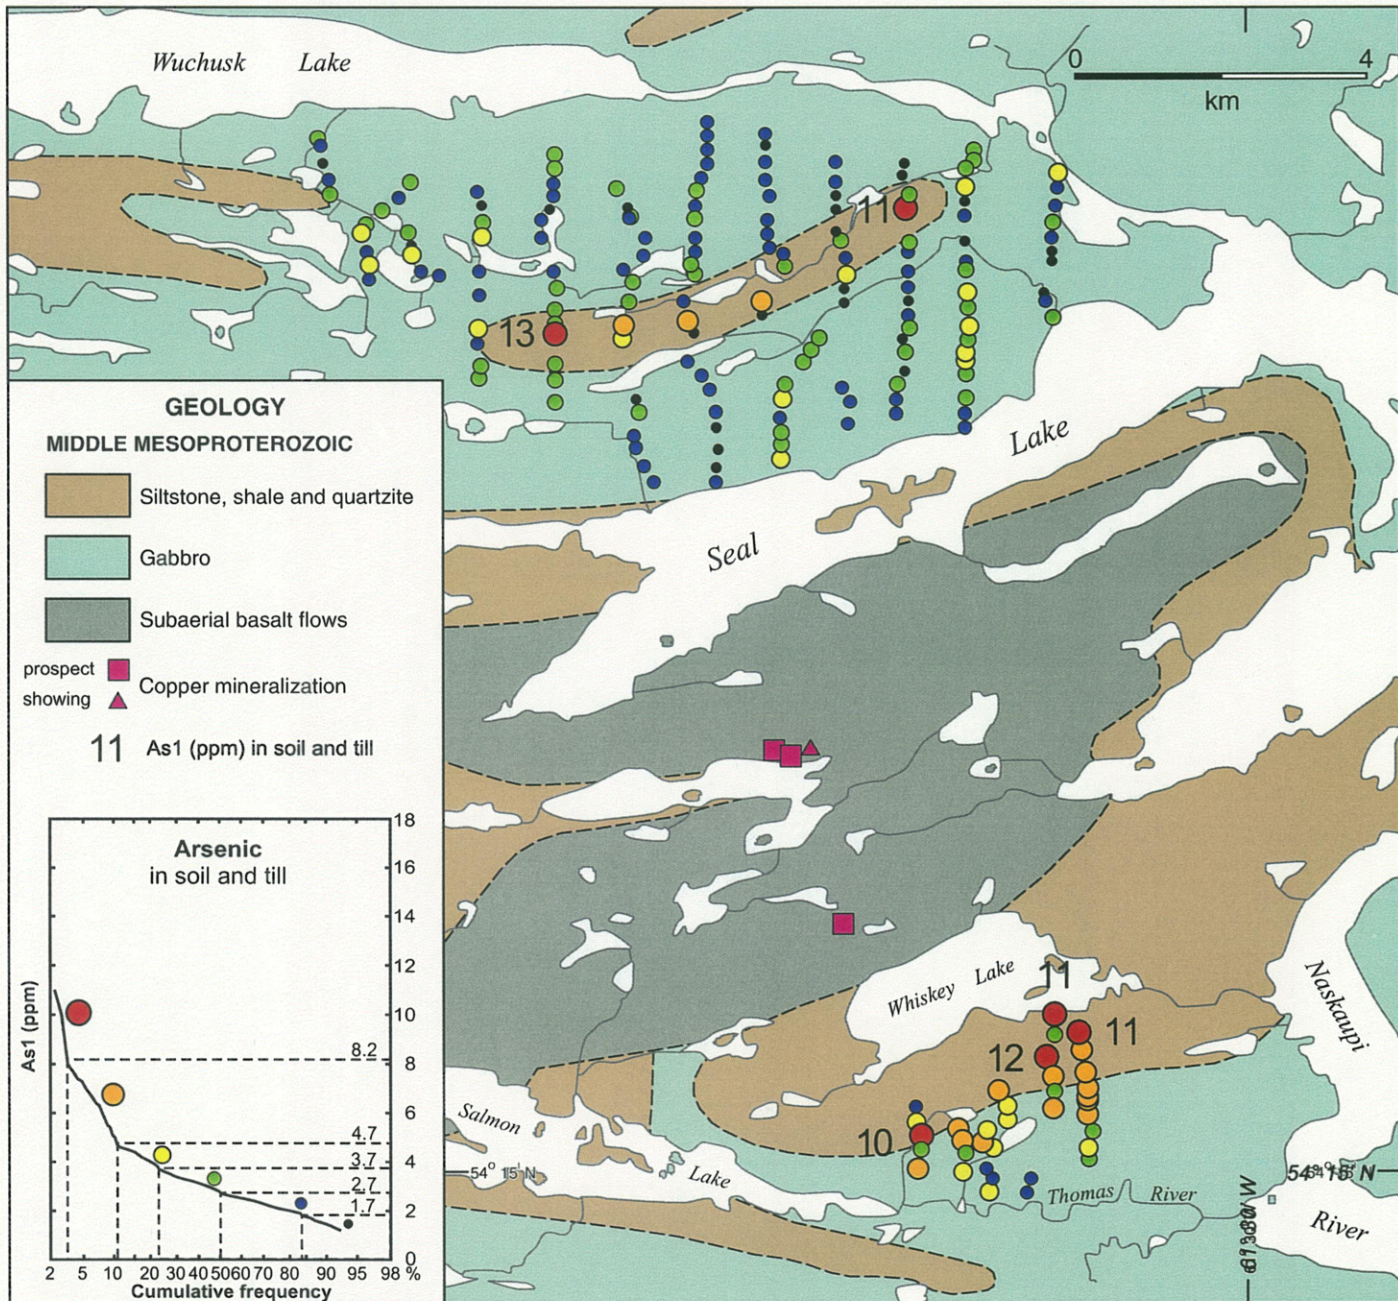 Wuchusk Lake
0 4
km
11
13
Lake
Seal
GEOLOGY
MIDDLE MESOPROTEROZOIC
Siltstone, shale and quartzite
Gabbro
Subaerial basalt flows
prospect
showing
Copper mineralization
11 As1 (ppm) in soil and till
Arsenic
in soil and till
18
16
14
12
10
8
6
4
2
0
As1 (ppm)
8.2
4.7
3.7
2.7
1.7
2 5 10 20 30 40 50 60 70 80 90 95 98 %
Cumulative frequency
Whiskey Lake
11
11
12
10
Naskaupi
River
Salmon
Lake
54° 15' N
Thomas River
54° 15' N